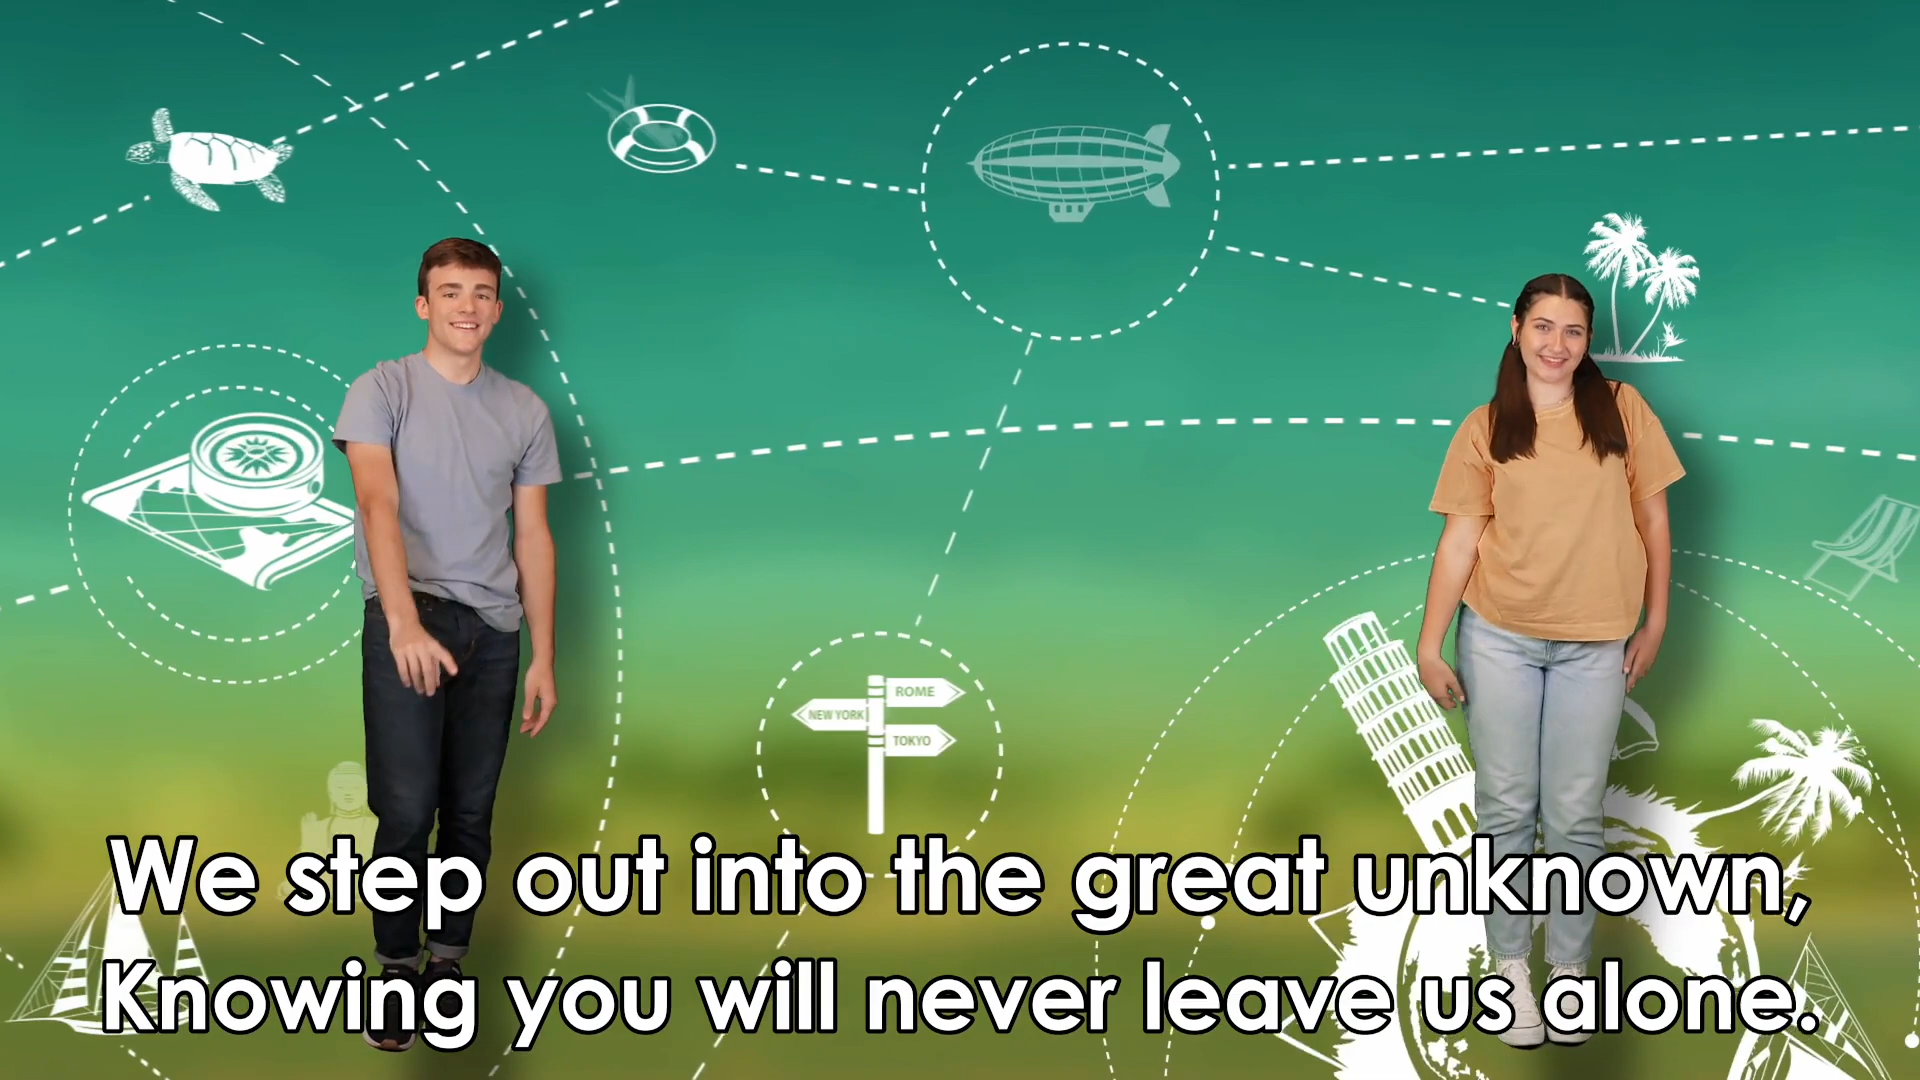 ROME
NEW YORK
TOKYO
We step out into the great unknown,
Knowing you will never leave us alone.